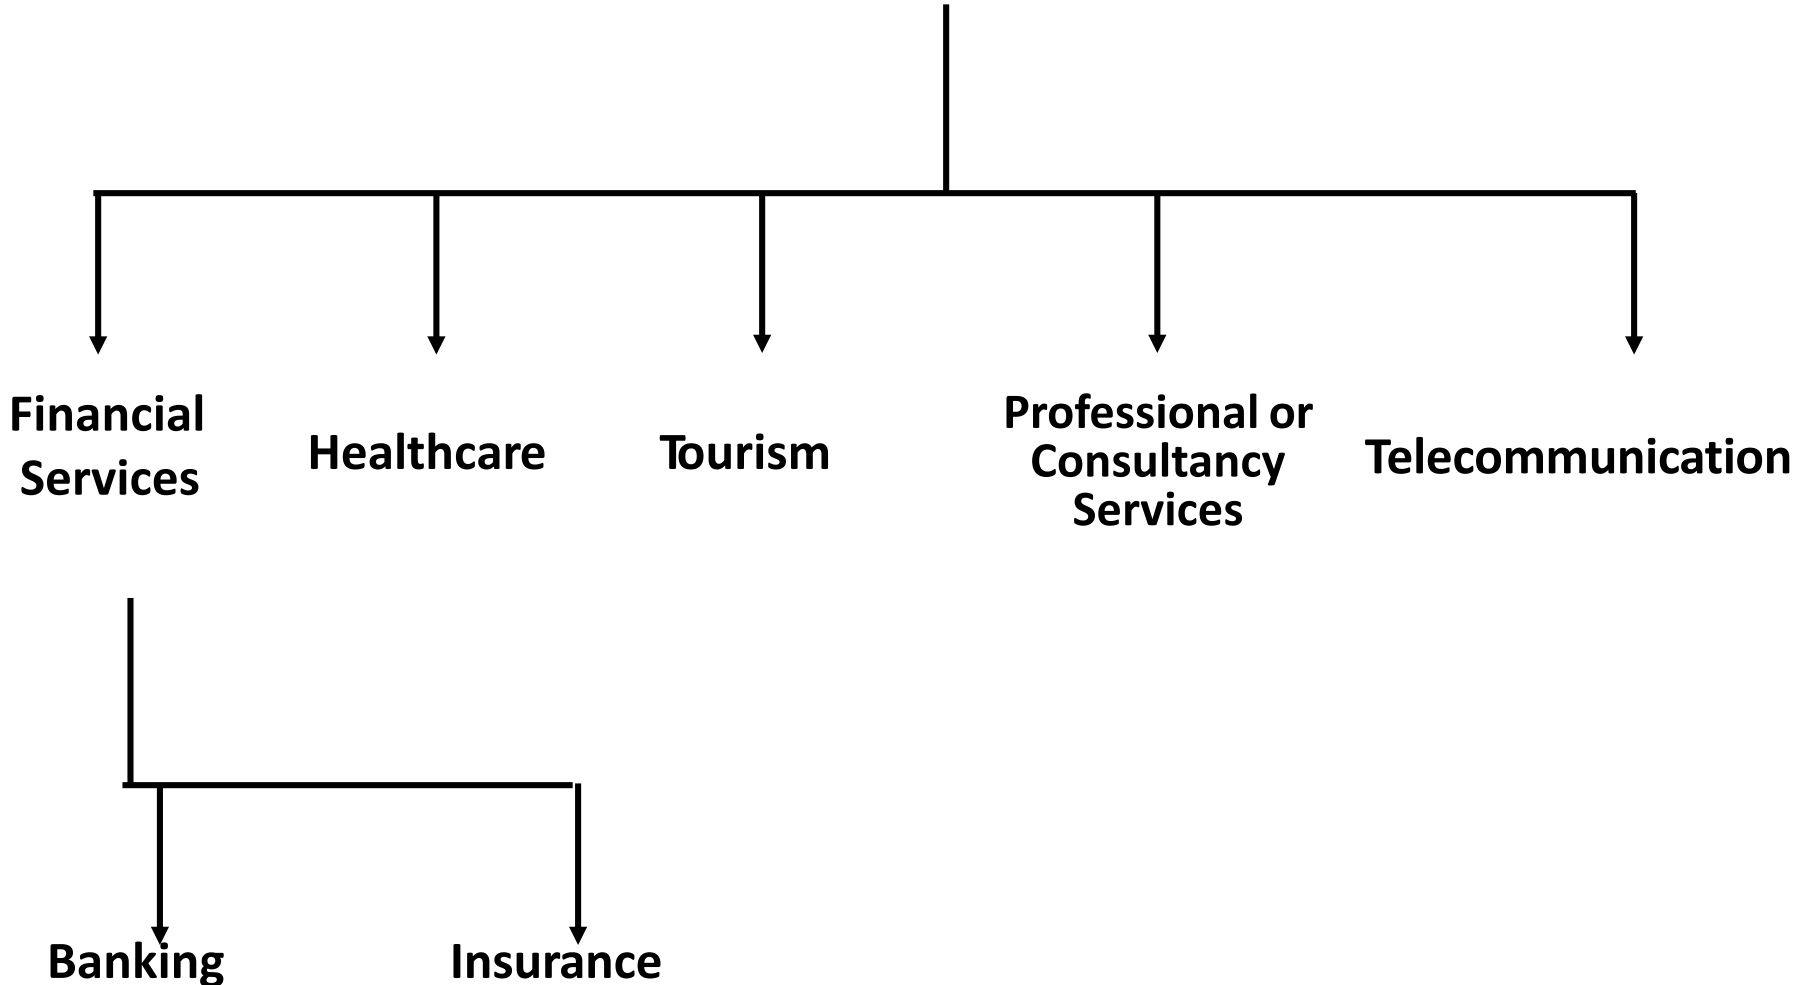 Financial
Services
Healthcare
Tourism
Professional or
Consultancy
Services
Telecommunication
Banking
Insurance